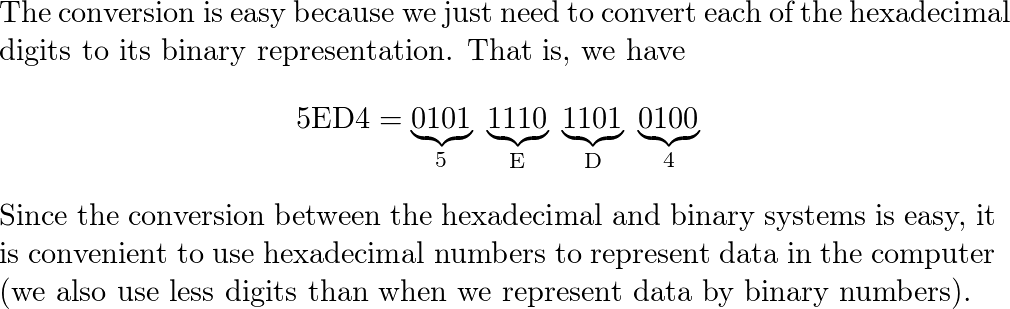 The conversion is easy because we just need to convert each of the hexadecimal
digits to its binary representation. That is, we have
5ED4 = 0101 1110 1101 0100
5 E D 4
Since the conversion between the hexadecimal and binary systems is easy, it
is convenient to use hexadecimal numbers to represent data in the computer
(we also use less digits than when we represent data by binary numbers).